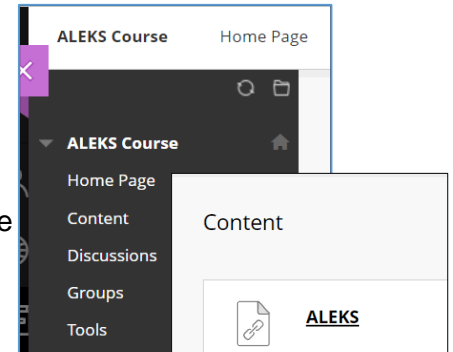 ALEKS Course Home Page
ALEKS Course
Home Page
Content
Discussions
Groups
Tools
e
Content
ALEKS